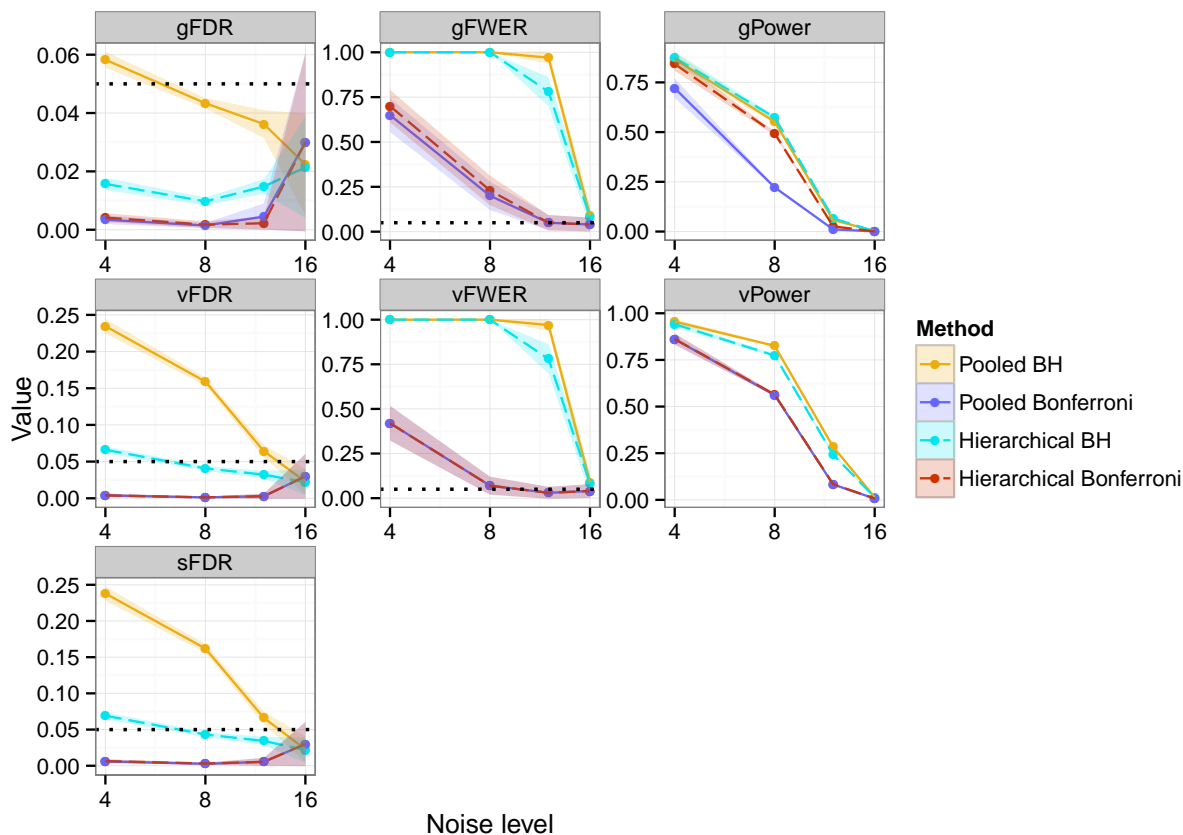 gFDR
gFWER
gPower
0.06
0.04
0.02
0.00
1.00
0.75
0.50
0.25
0.00
0.75
0.50
0.25
0.00
4 8 16
4 8 16
4 8 16
vFDR
vFWER
vPower
0.25
0.20
0.15
0.10
0.05
0.00
1.00
0.75
0.50
0.25
0.00
1.00
0.75
0.50
0.25
0.00
4 8 16
4 8 16
4 8 16
sFDR
0.25
0.20
0.15
0.10
0.05
0.00
4 8 16
Value
Noise level
Method
Pooled BH
Pooled Bonferroni
Hierarchical BH
Hierarchical Bonferroni